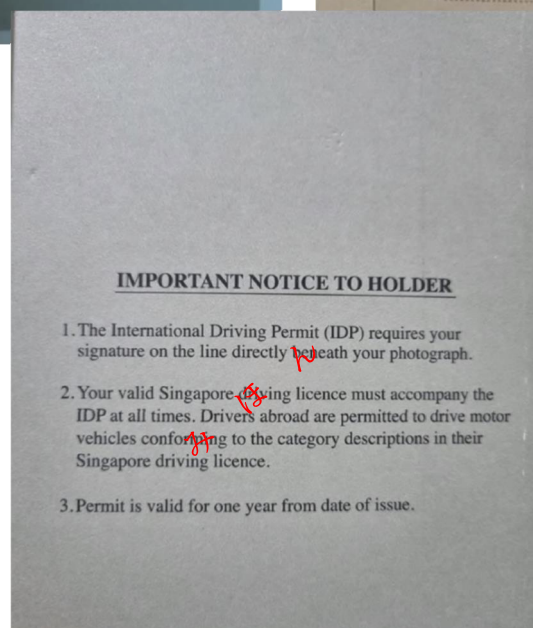 IMPORTANT NOTICE TO HOLDER
1. The International Driving Permit (IDP) requires your
signature on the line directly beneath your photograph.
2. Your valid Singapore driving licence must accompany the
IDP at all times. Drivers abroad are permitted to drive motor
vehicles conforming to the category descriptions in their
Singapore driving licence.
3. Permit is valid for one year from date of issue.